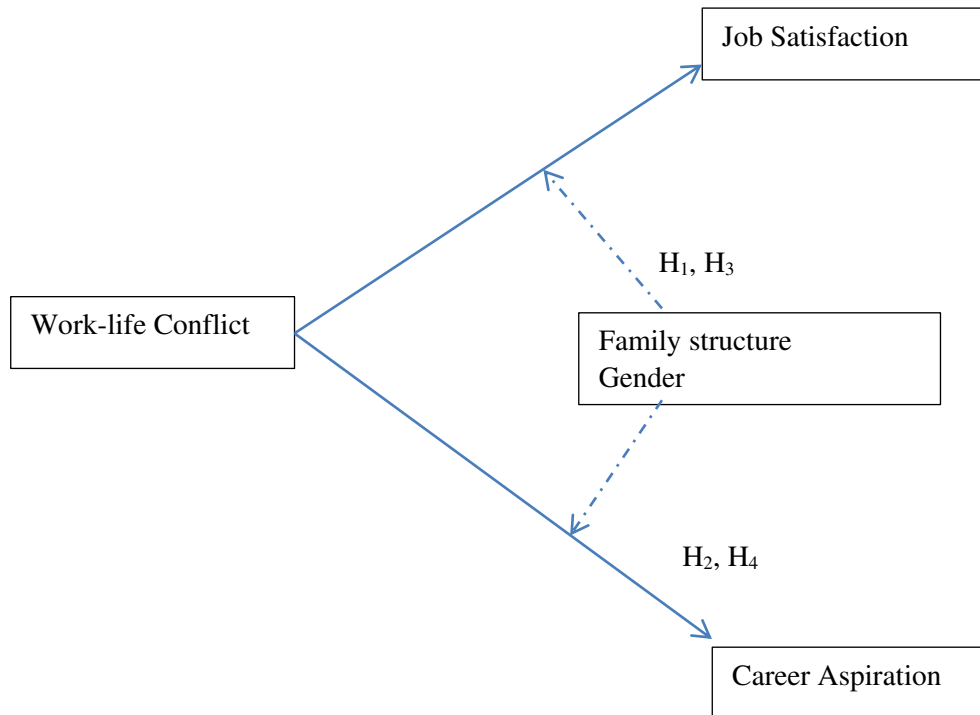 Job Satisfaction
H₁, H₃
Work-life Conflict
Family structure
Gender
H₂, H₄
Career Aspiration